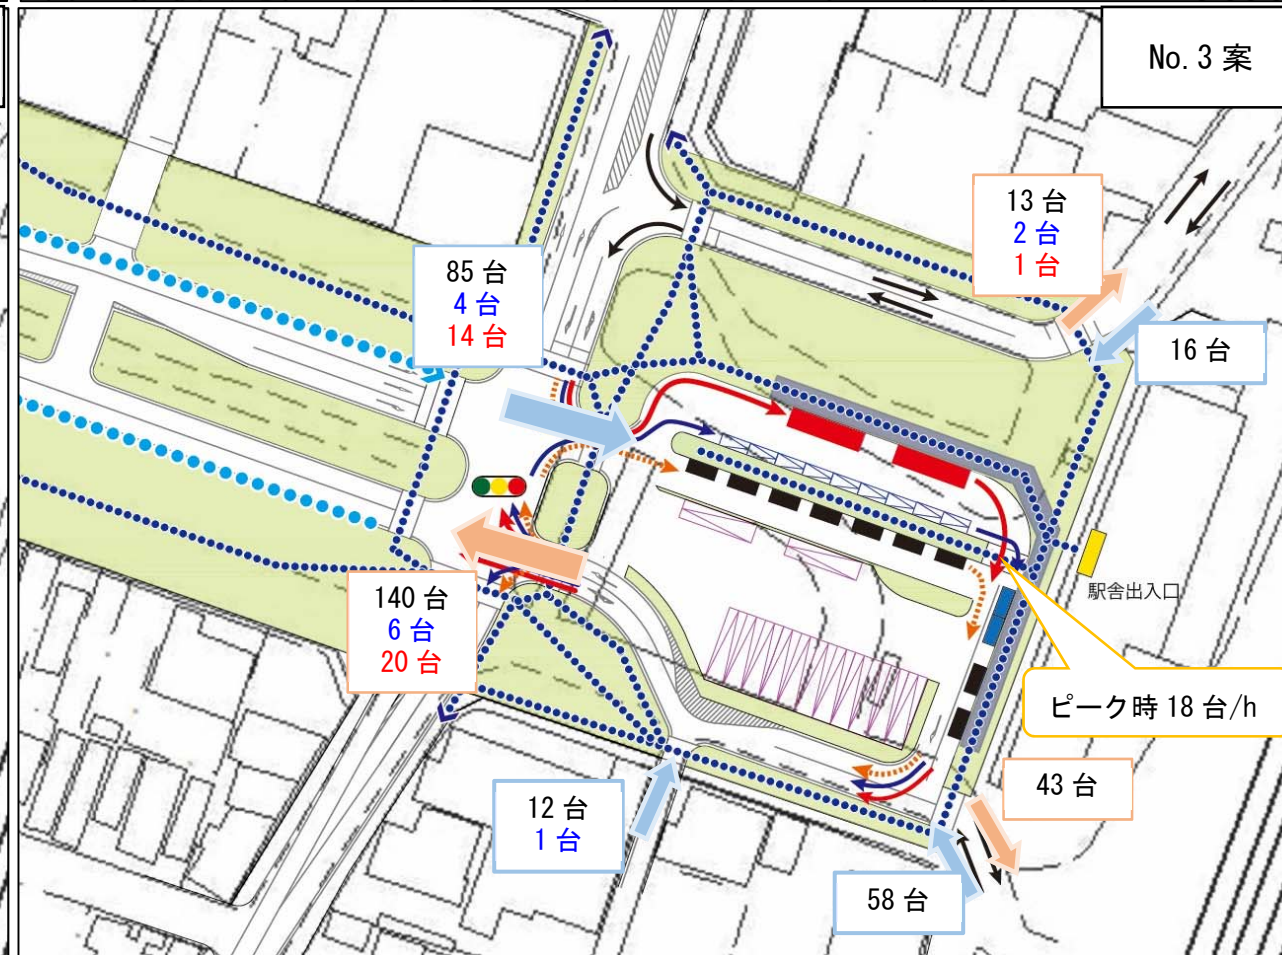 No.3 案
13 台
2 台
1 台
85 台
4 台
14 台
16 台
駅舎出入口
140 台
6 台
20 台
ピーク時 18 台/h
43 台
12 台
1 台
58 台